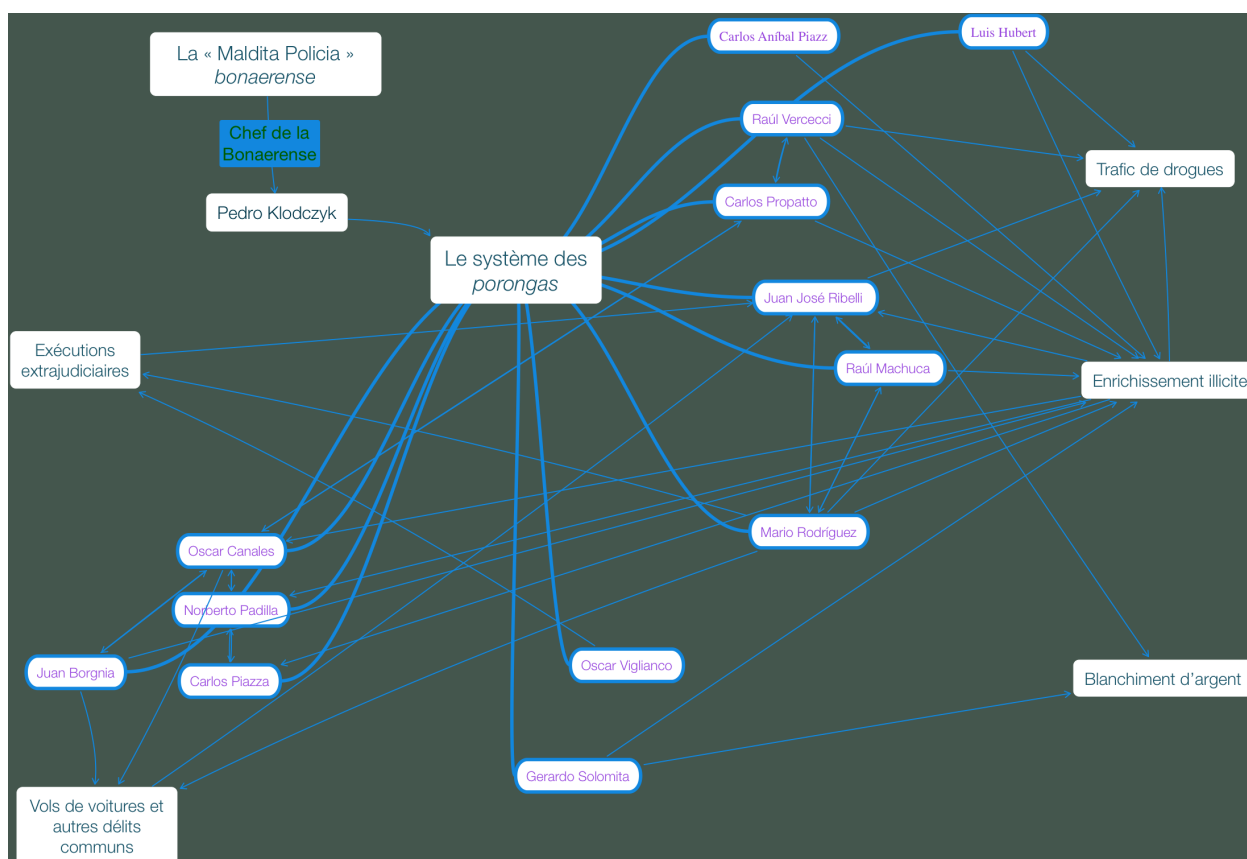 La « Maldita Policia »
bonaerense
Chef de la
Bonaerense
Pedro Klodczyk
Le système des
porongas
Carlos Aníbal Piazz
Luis Hubert
Raúl Vercecci
Carlos Propatto
Trafic de drogues
Juan José Ribelli
Raúl Machuca
Enrichissement illicite
Exécutions
extrajudiciaires
Mario Rodríguez
Oscar Canales
Norberto Padilla
Juan Borgnia
Carlos Piazza
Oscar Viglianco
Blanchiment d’argent
Gerardo Solomita
Vols de voitures et
autres délits
communs